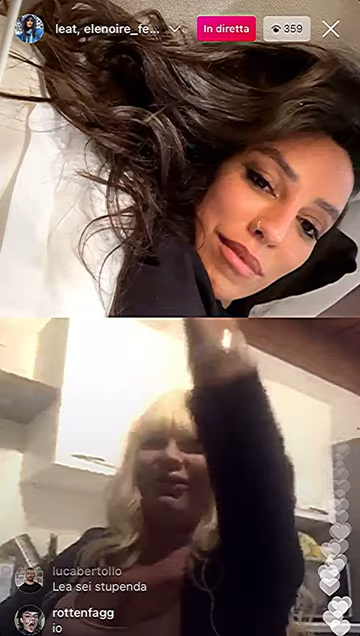 leat, elenoire_fe...
In diretta
359
lucabertollo
Lea sei stupenda
rottenfagg
io